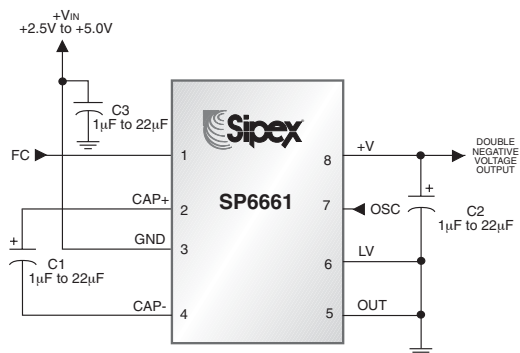 +VIN
+2.5V to +5.0V
C3
1µF to 22µF
FC
1
CAP+
2
GND
3
+
C1
1µF to 22µF
CAP-
4
Sipex
SP6661
+V
8
DOUBLE
NEGATIVE
VOLTAGE
OUTPUT
+
7
OSC
C2
1µF to 22µF
LV
6
OUT
5